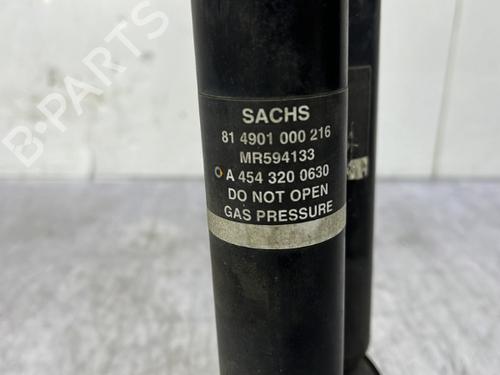 SACHS
81 4901 000 216
MR594133
A 454 320 0630
DO NOT OPEN
GAS PRESSURE
B-PARTS